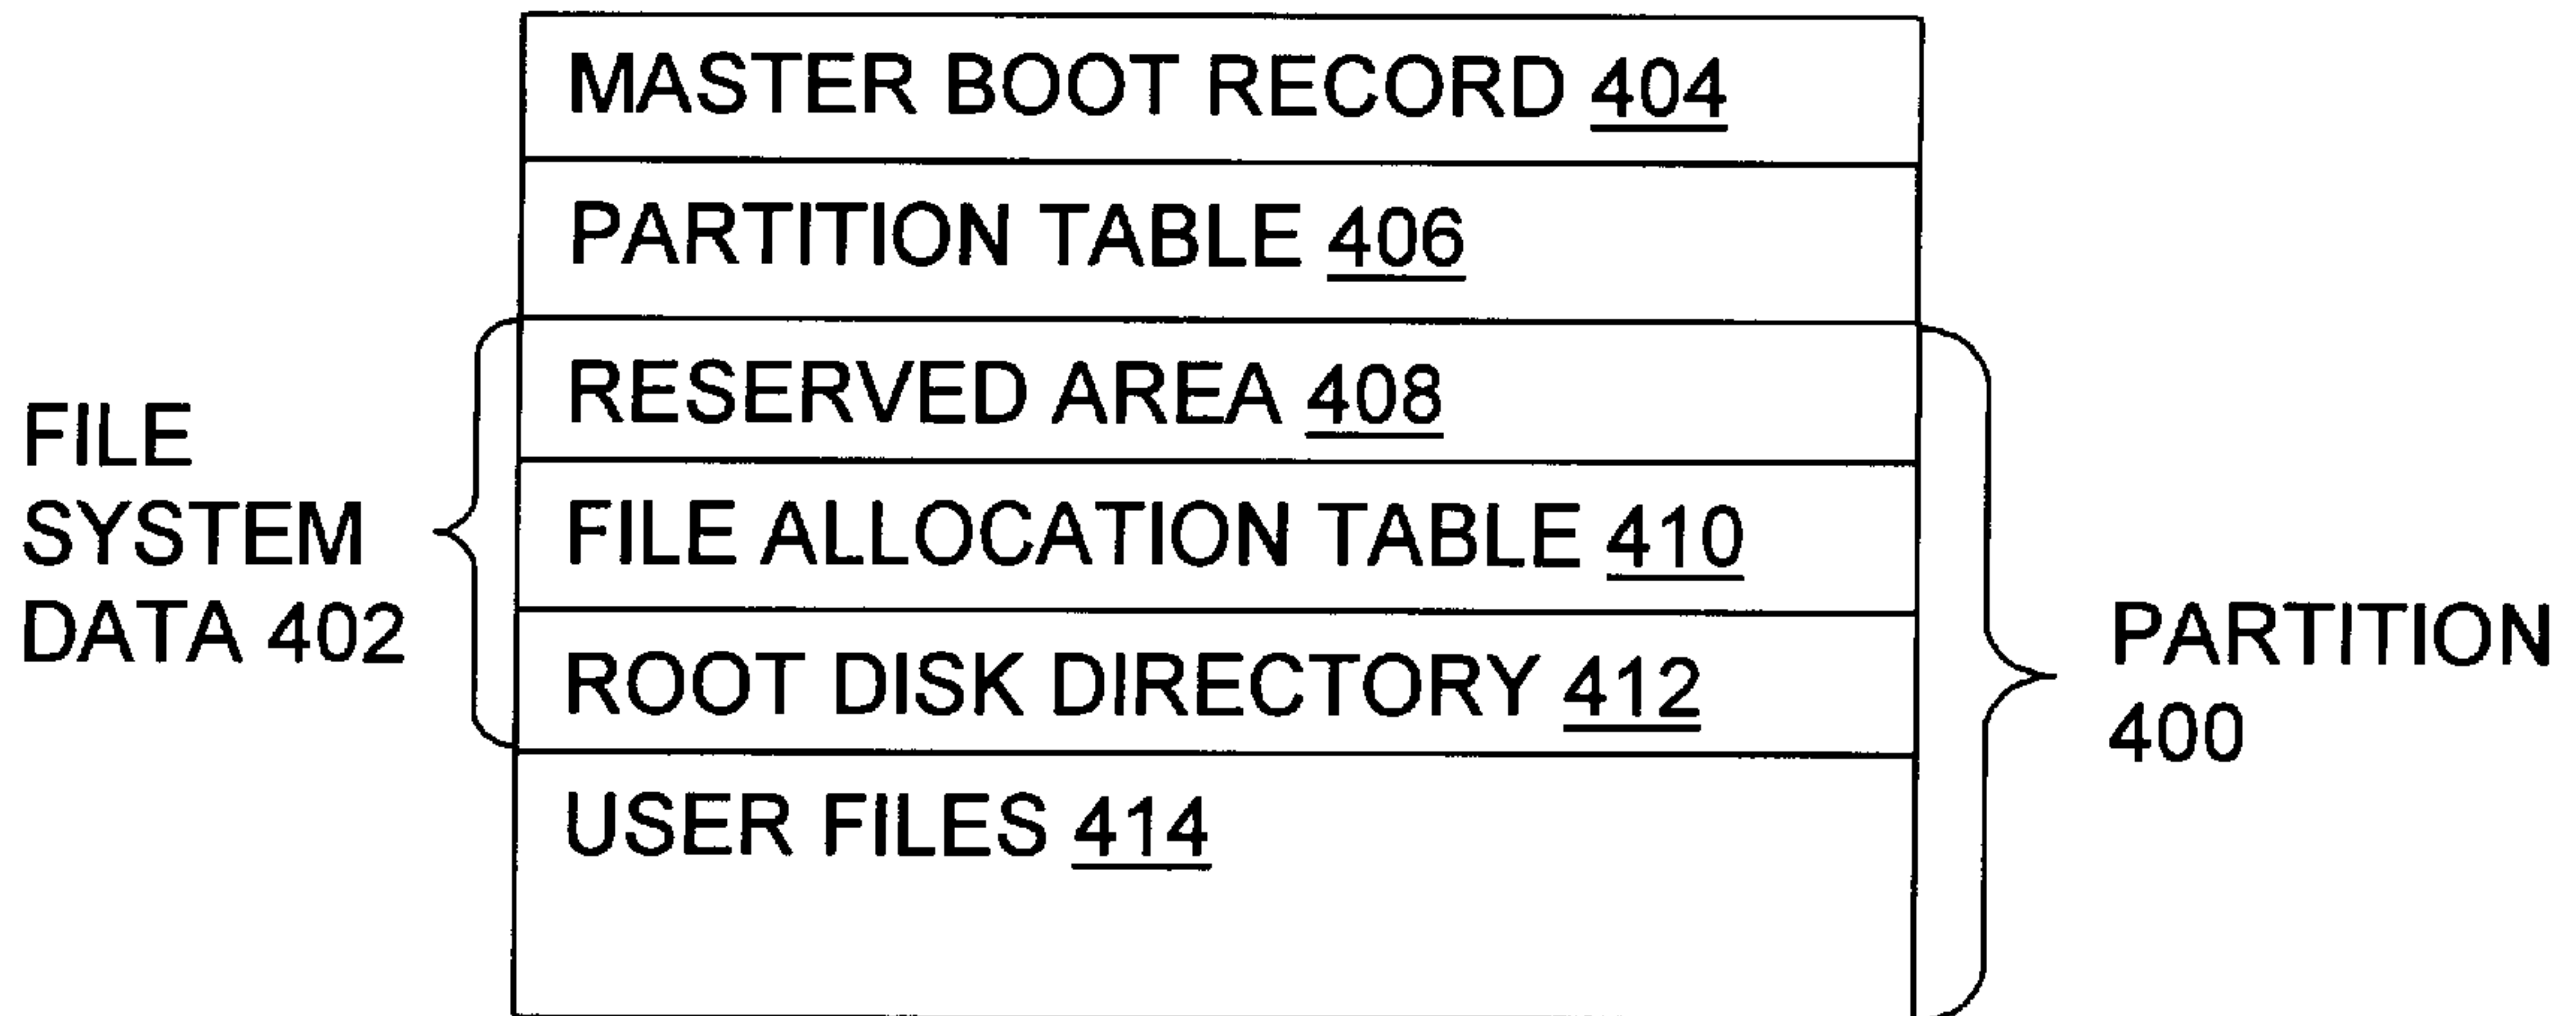 MASTER BOOT RECORD 404
PARTITION TABLE 406
RESERVED AREA 408
FILE ALLOCATION TABLE 410
ROOT DISK DIRECTORY 412
USER FILES 414
FILE
SYSTEM
DATA 402
PARTITION
400